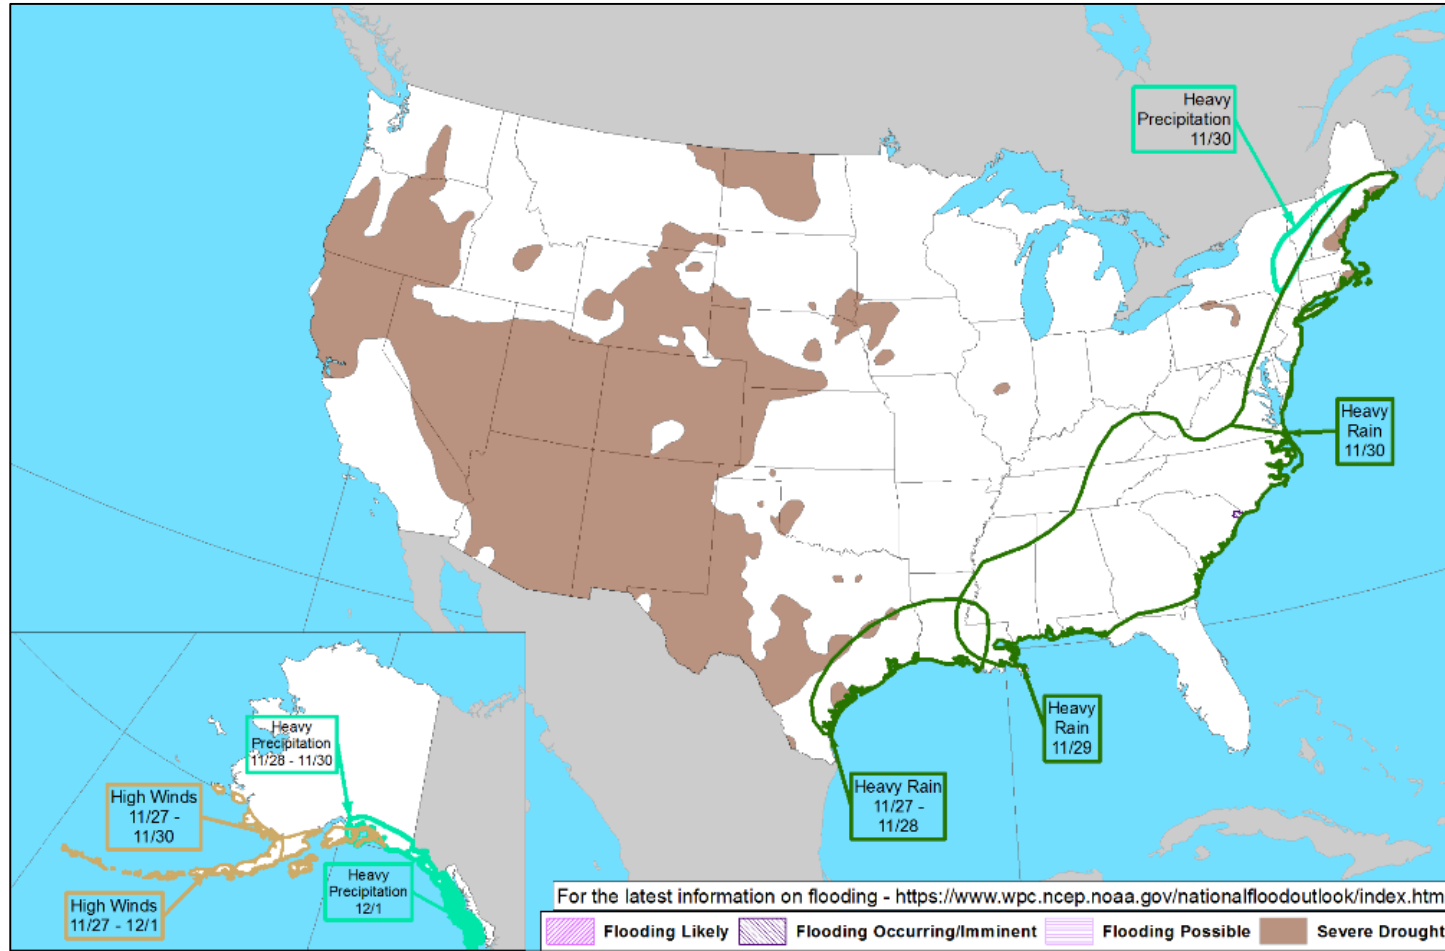 Heavy
Precipitation
11/30
Heavy
Rain
11/30
Heavy
Rain
11/29
Heavy Rain
11/27 -
11/28
Heavy
Precipitation
11/28 - 11/30
High Winds
11/27 -
11/30
High Winds
11/27 - 12/1
Heavy
Precipitation
12/1
For the latest information on flooding - https://www.wpc.ncep.noaa.gov/nationalfloodoutlook/index.htm
Flooding Likely
Flooding Occurring/Imminent
Flooding Possible
Severe Drought